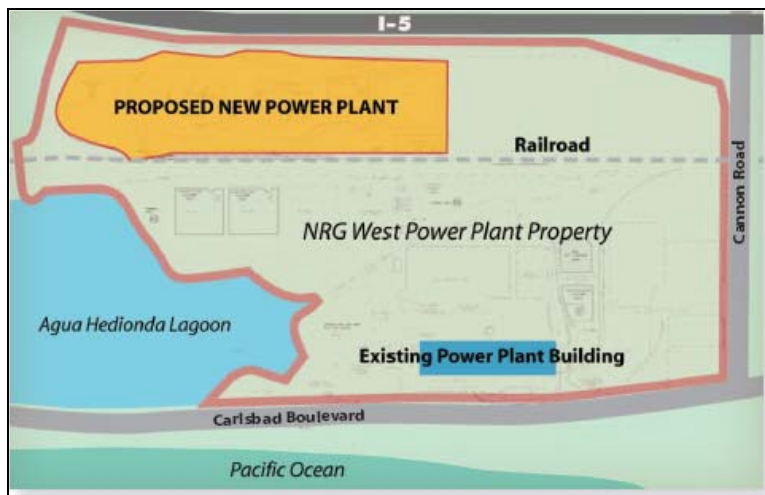 I-5
PROPOSED NEW POWER PLANT
Railroad
Cannon Road
NRG West Power Plant Property
Agua Hedionda Lagoon
Existing Power Plant Building
Carlsbad Boulevard
Pacific Ocean